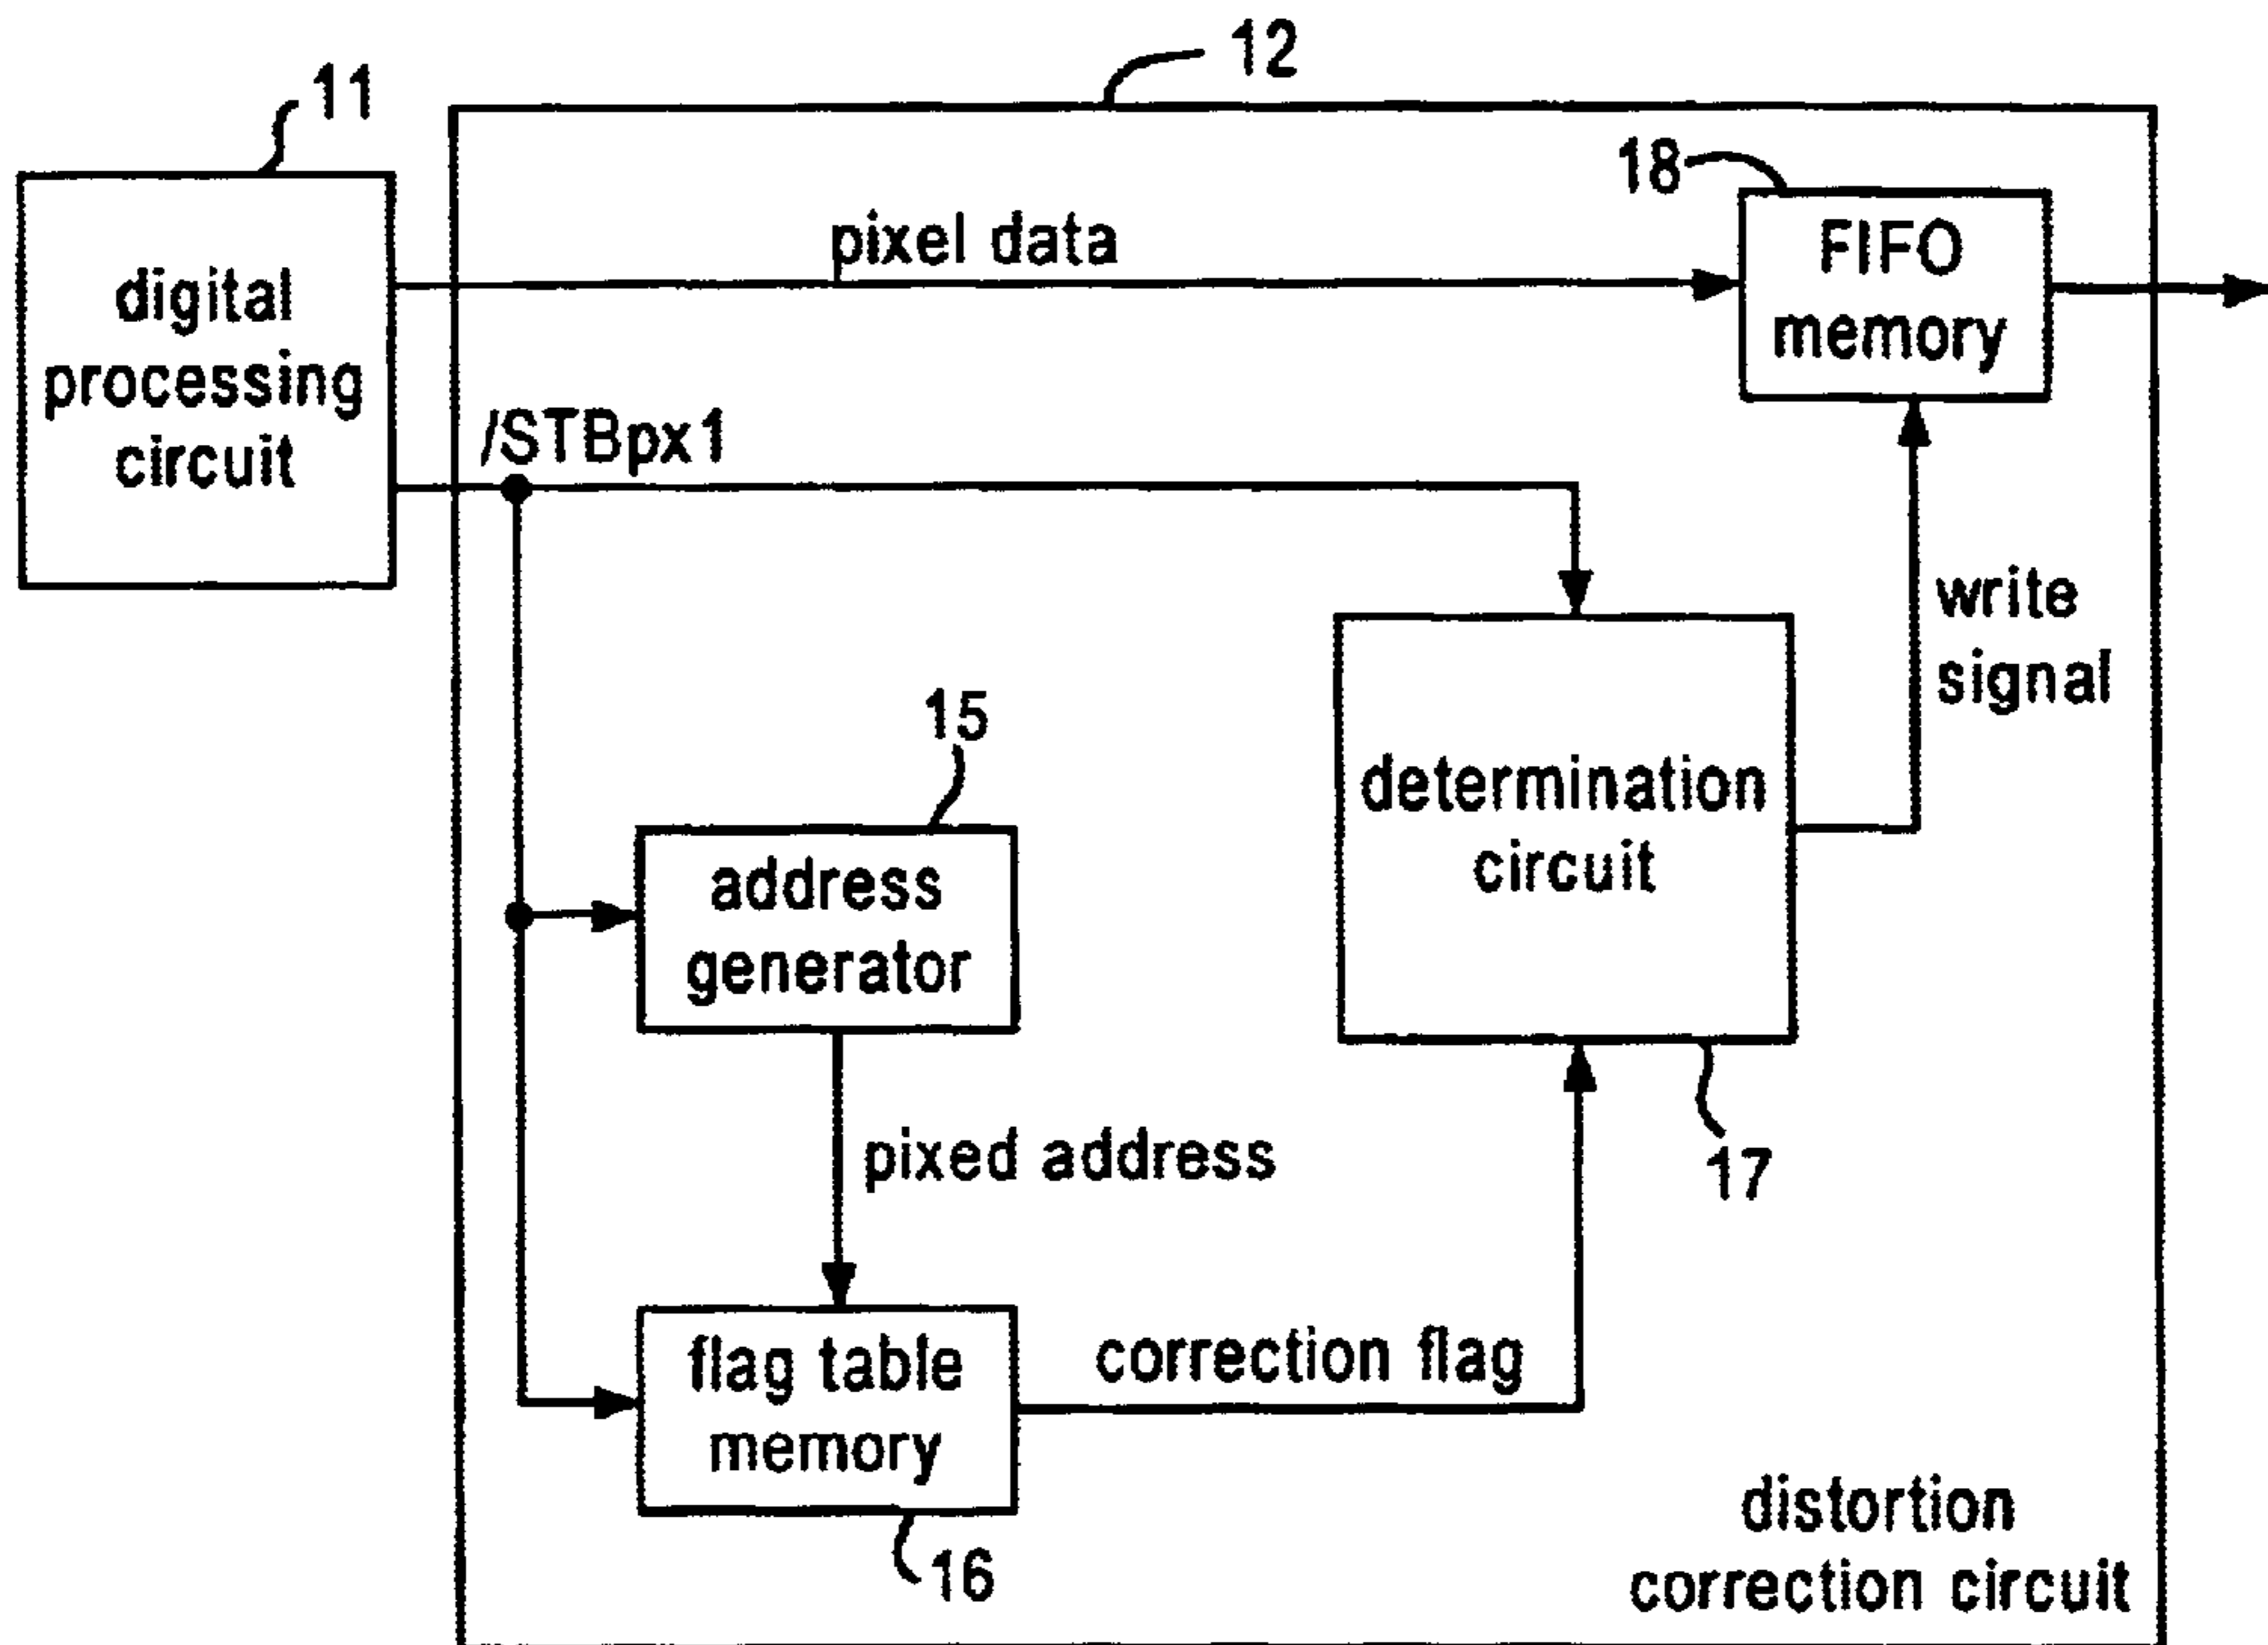 12
11
18
digital
processing
circuit
pixel data
FIFO
memory
/STBpx1
write
signal
15
determination
circuit
address
generator
pixed address
17
flag table
memory
correction flag
16
distortion
correction circuit